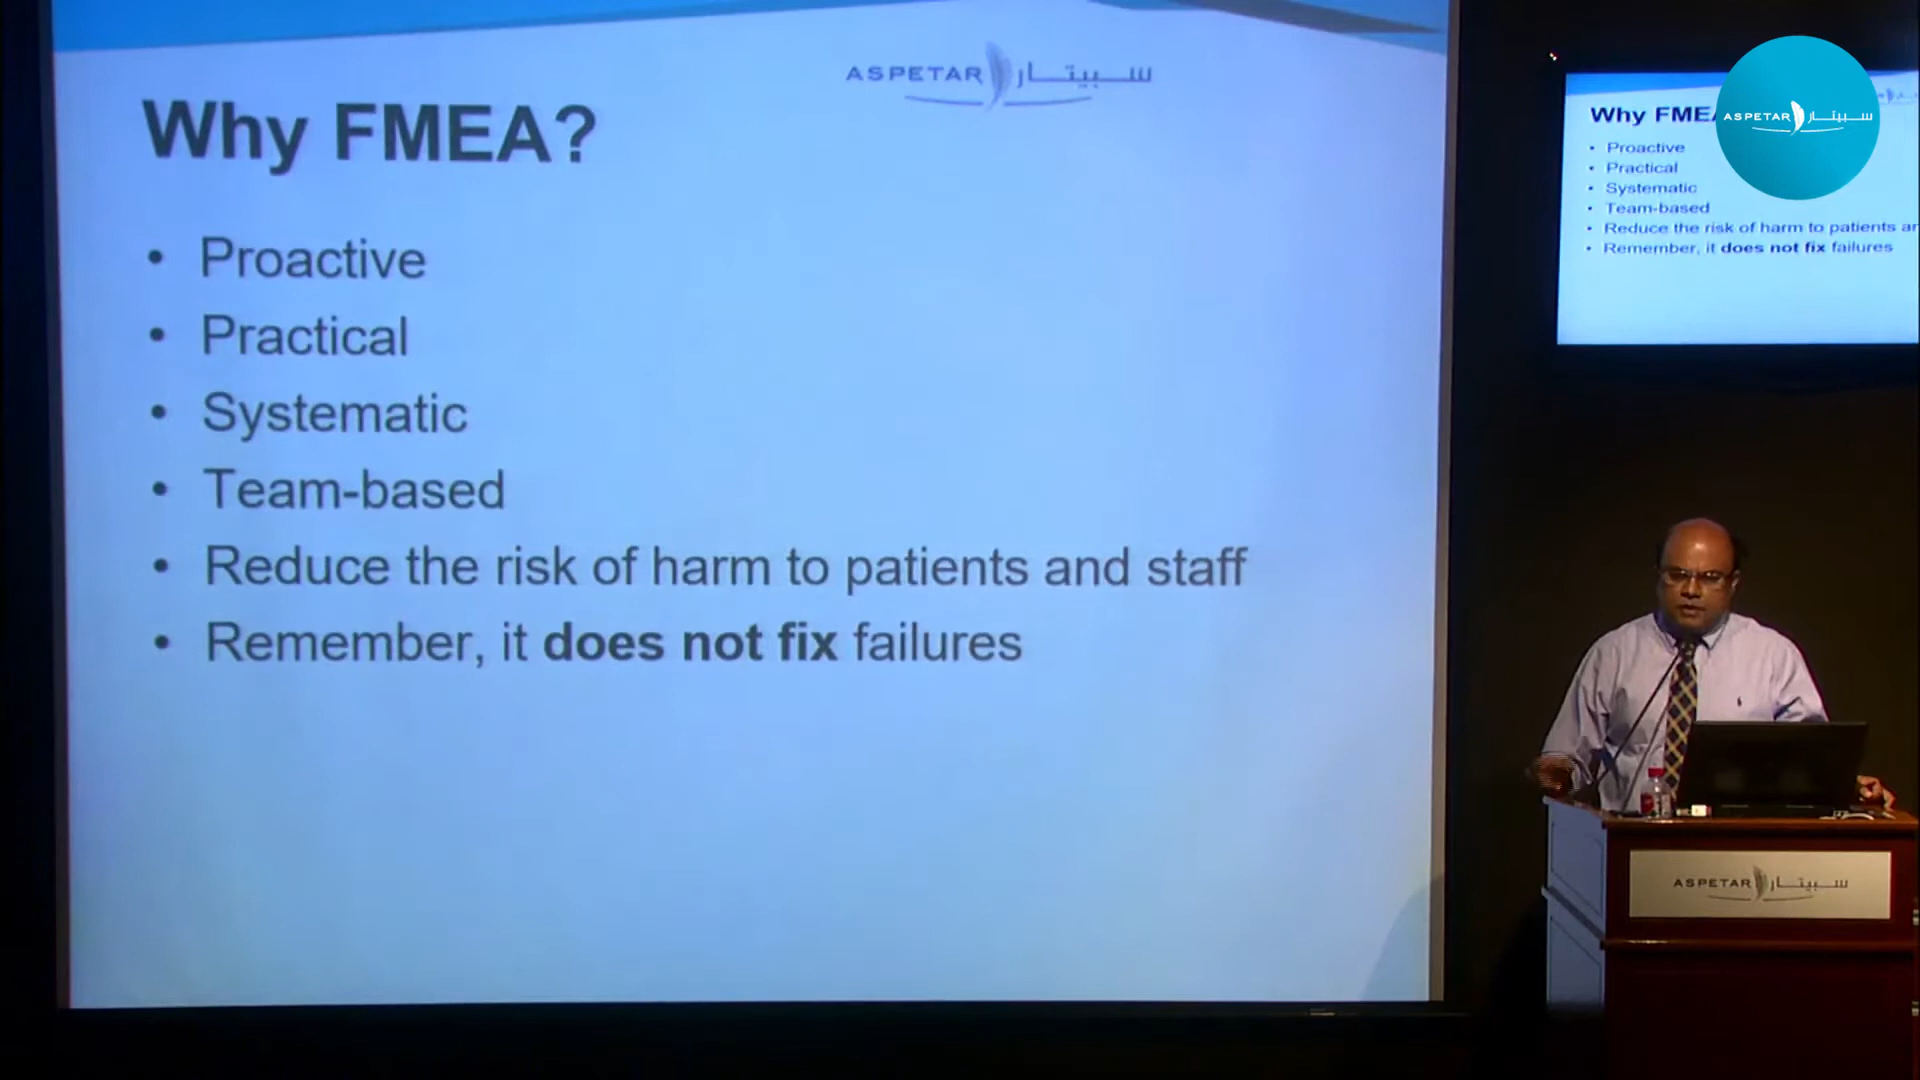 ASPETAR سبيتار
Why FMEA?
• Proactive
• Practical
• Systematic
• Team-based
• Reduce the risk of harm to patients and staff
• Remember, it does not fix failures
Why FMEA
• Proactive
• Practical
• Systematic
• Team-based
• Reduce the risk of harm to patients ar
• Remember, it does not fix failures
ASPETAR سبيتار
ASPETAR سبيتار